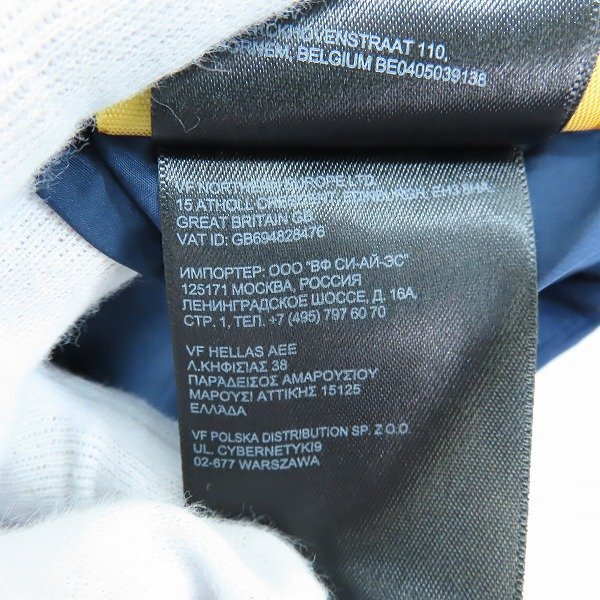 110,
BORNEM, BELGIUM BE0405039138
VF NORTHERN EUROPE LTD.
15 ATHOLL CRESCENT, EDINBURGH, EH3 8HA,
GREAT BRITAIN GB
VAT ID: GB694828476
ИМПОРТЕР: ООО "ВФ СИ-АЙ-ЭС"
125171 МОСКВА, РОССИЯ
ЛЕНИНГРАДСКОЕ ШОССЕ, Д. 16А,
СТР. 1, ТЕЛ. +7 (495) 797 60 70
VF HELLAS AEE
Λ.ΚΗΦΙΣΙΑΣ 38
ΠΑΡΑΔΕΙΣΟΣ ΑΜΑΡΟΥΣΙΟΥ
ΜΑΡΟΥΣΙ ΑΤΤΙΚΗΣ 15125
ΕΛΛΑΔΑ
VF POLSKA DISTRIBUTION SP. Z O.O.
UL. CYBERNETYKI9
02-677 WARSZAWA